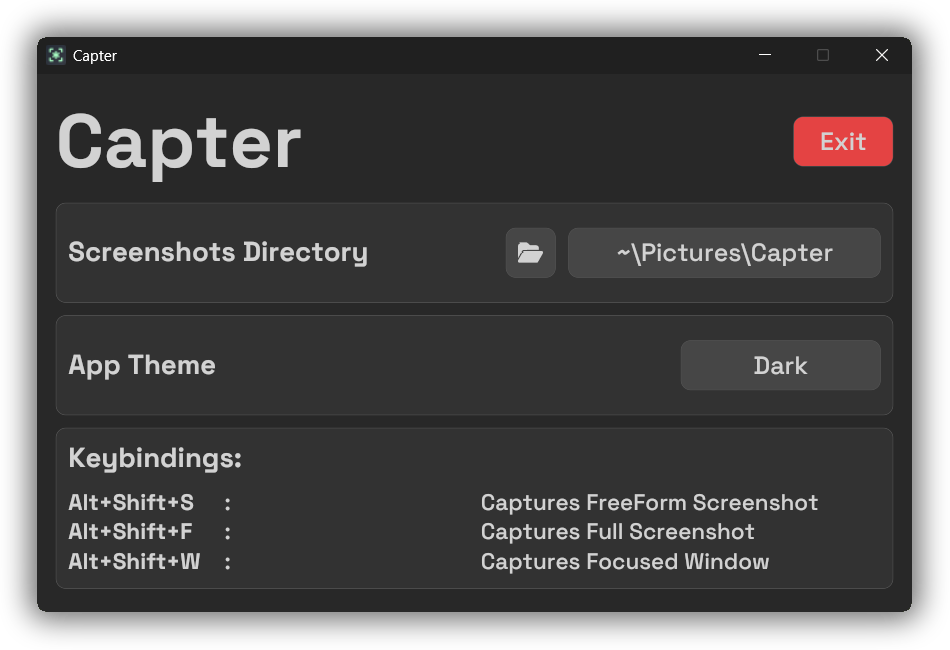 Capter
Capter
Exit
Screenshots Directory
~\Pictures\Capter
App Theme
Dark
Keybindings:
Alt+Shift+S : Captures FreeForm Screenshot
Alt+Shift+F : Captures Full Screenshot
Alt+Shift+W : Captures Focused Window